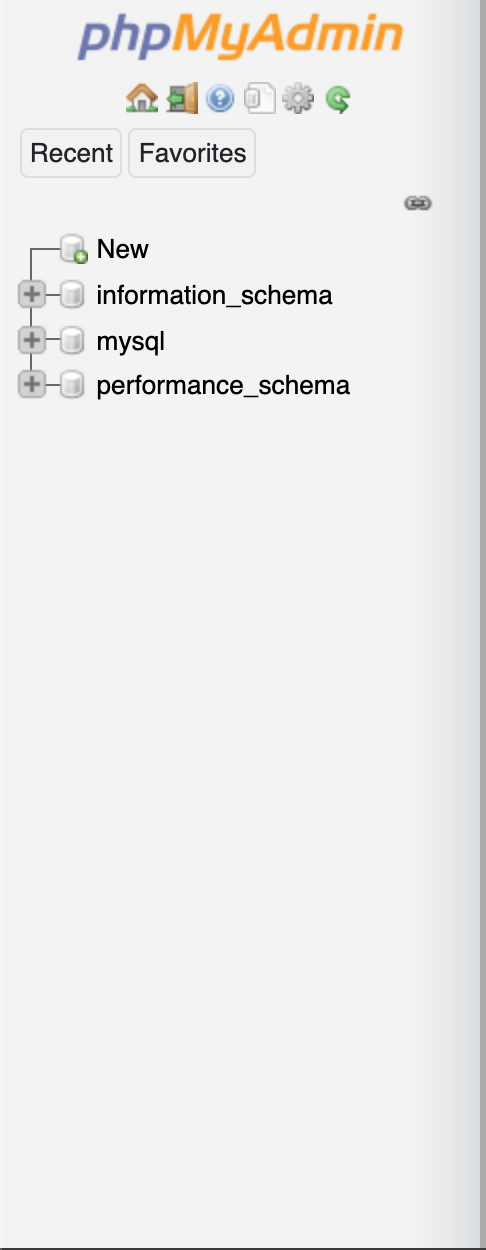 phpMyAdmin
Recent Favorites
New
information_schema
mysql
performance_schema